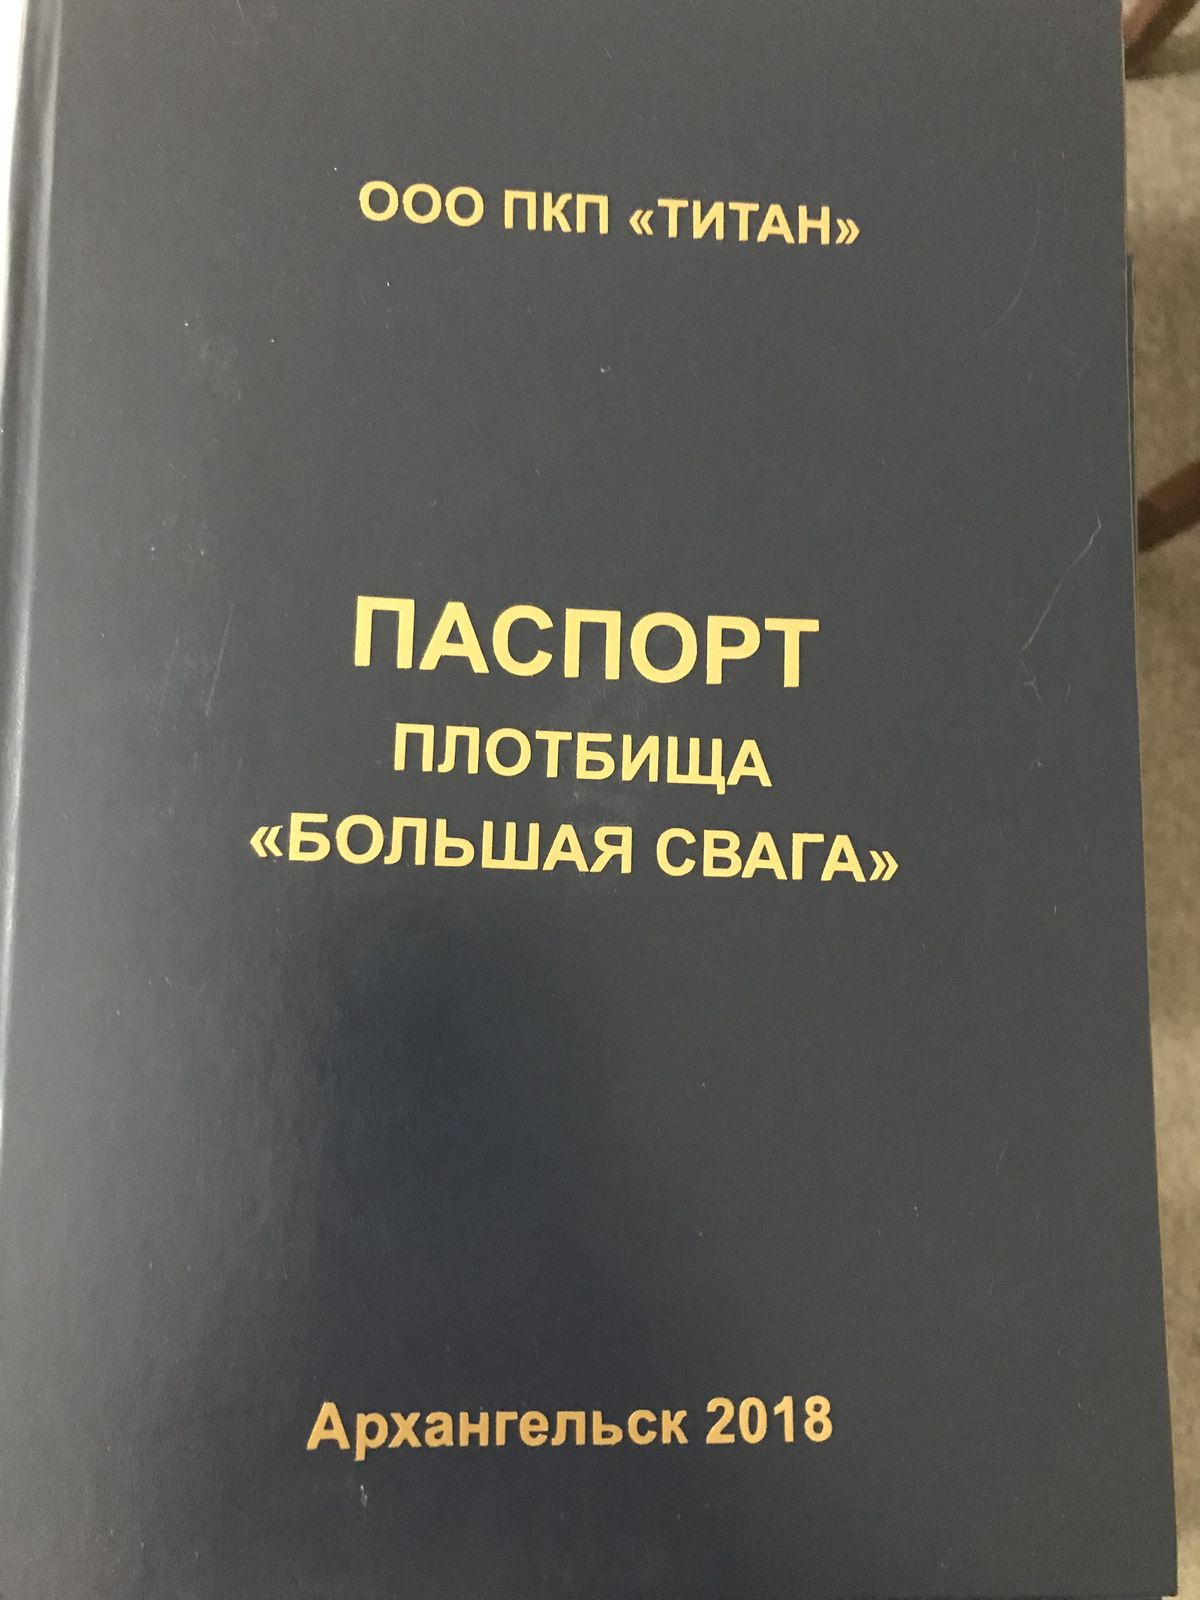 ООО ПКП «ТИТАН»
ПАСПОРТ
ПЛОТБИЩА
«БОЛЬШАЯ СВАГА»
Архангельск 2018